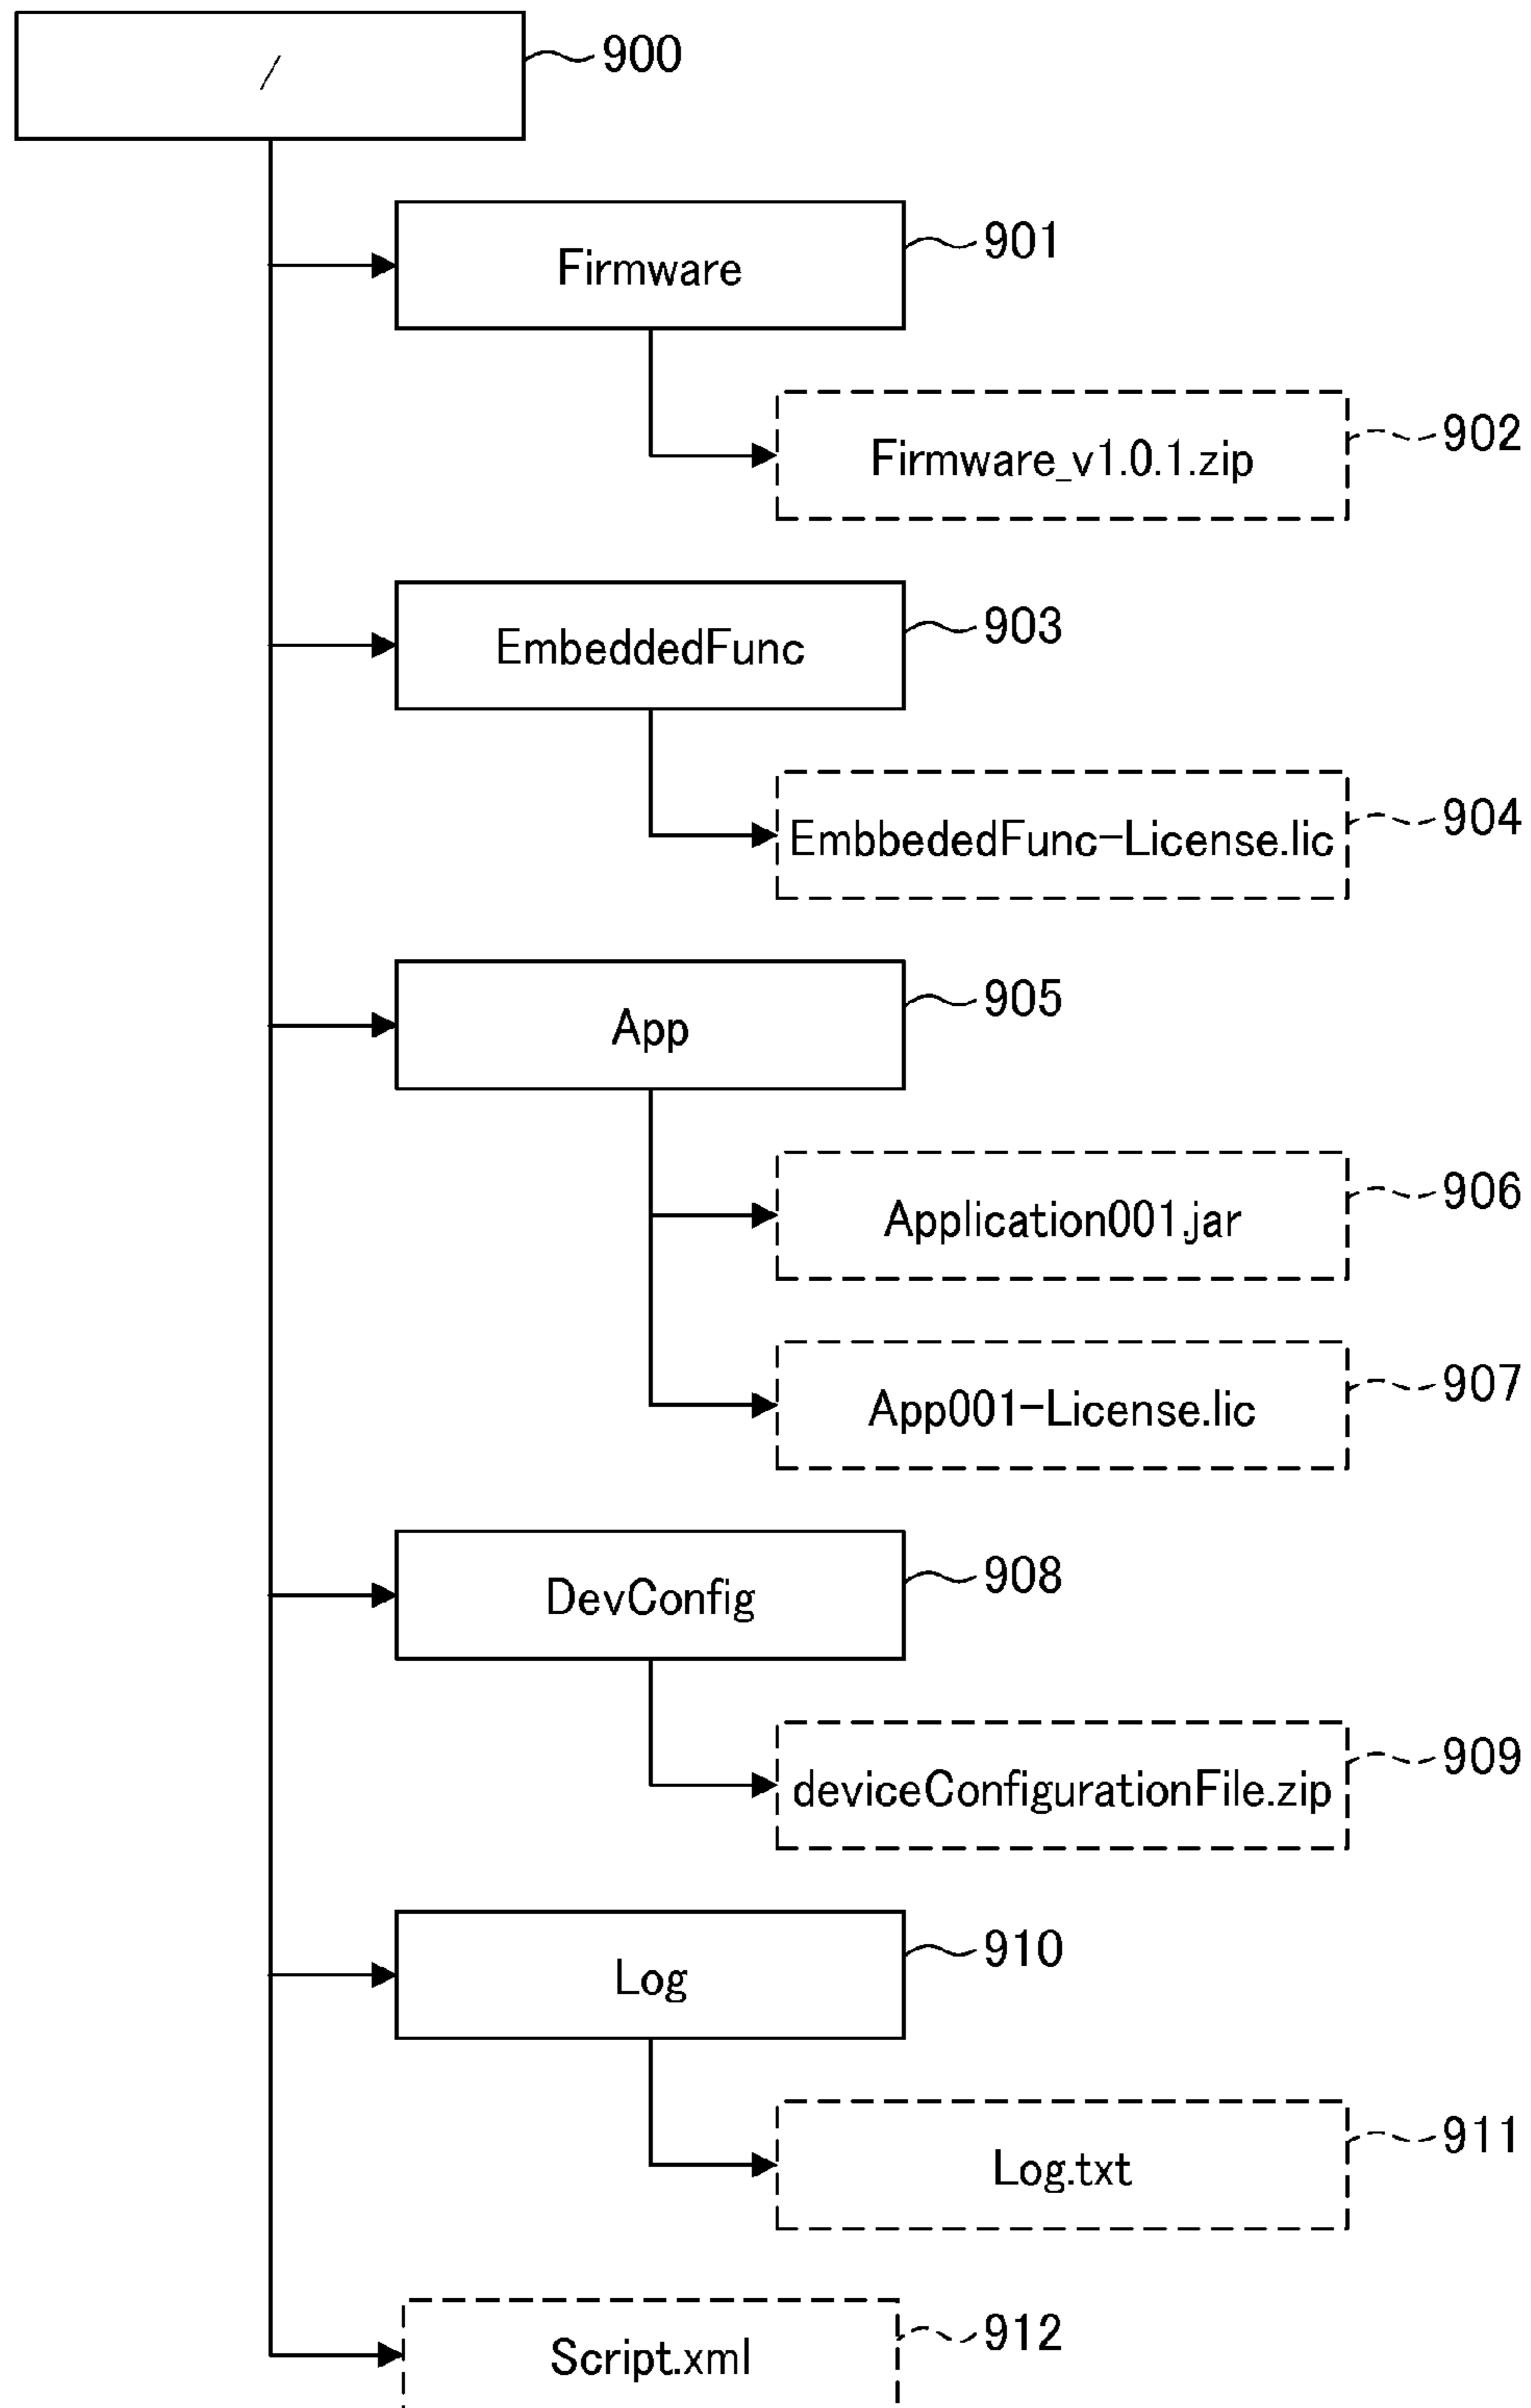 / 900
Firmware 901
Firmware_v1.0.1.zip 902
EmbeddedFunc 903
EmbbededFunc-License.lic 904
App 905
Application001.jar 906
App001-License.lic 907
DevConfig 908
deviceConfigurationFile.zip 909
Log 910
Log.txt 911
Script.xml 912